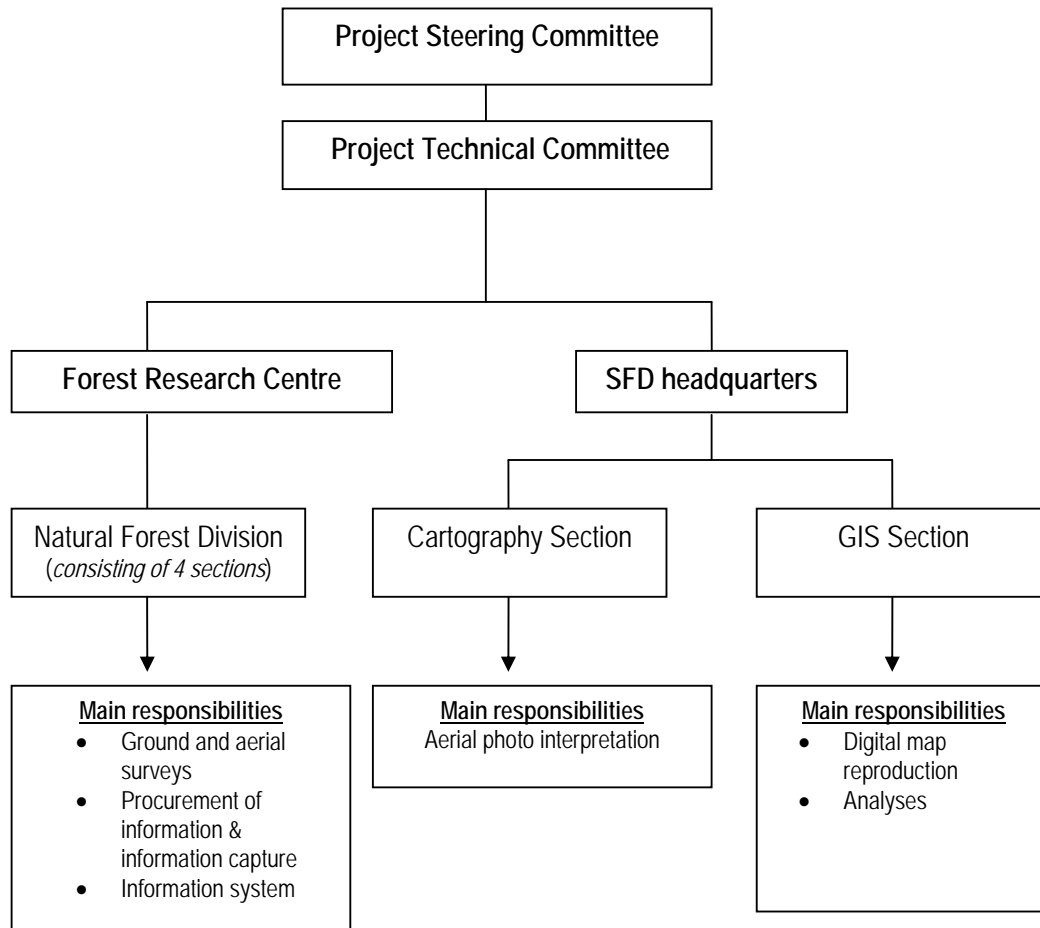 Project Steering Committee
Project Technical Committee
Forest Research Centre
SFD headquarters
Natural Forest Division
(consisting of 4 sections)
Cartography Section
GIS Section
Main responsibilities
• Ground and aerial
surveys
• Procurement of
information &
information capture
• Information system
Main responsibilities
Aerial photo interpretation
Main responsibilities
• Digital map
reproduction
• Analyses